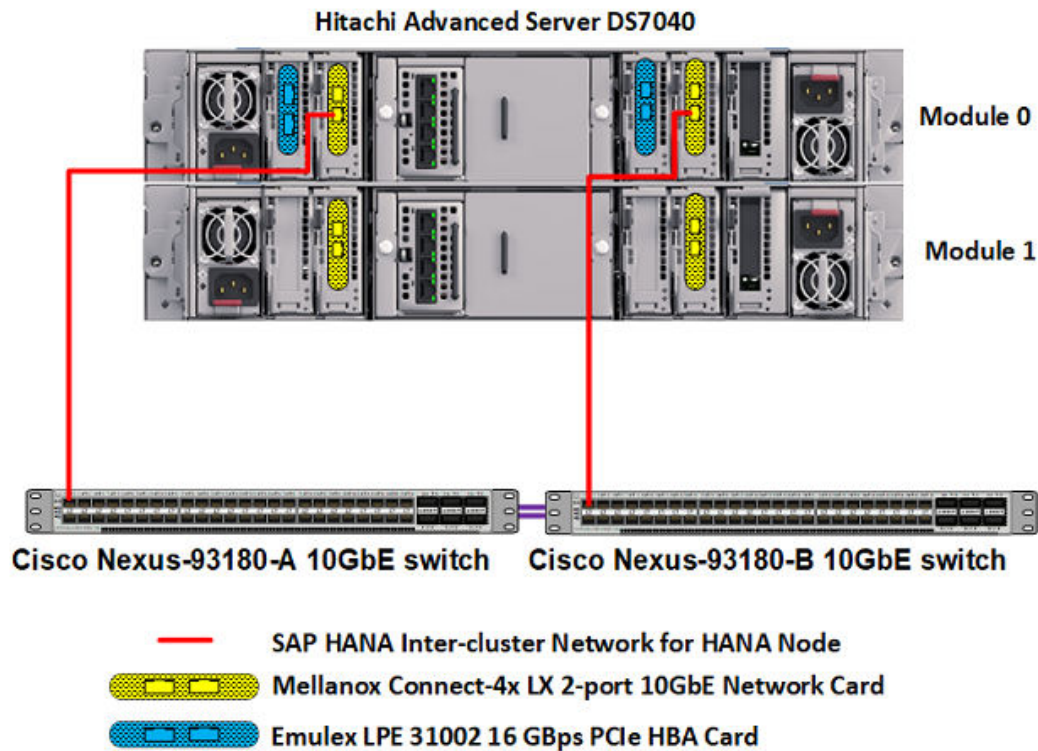 Hitachi Advanced Server DS7040
Module 0
Module 1
Cisco Nexus-93180-A 10GbE switch
Cisco Nexus-93180-B 10GbE switch
SAP HANA Inter-cluster Network for HANA Node
Mellanox Connect-4x LX 2-port 10GbE Network Card
Emulex LPE 31002 16 GBps PCIe HBA Card